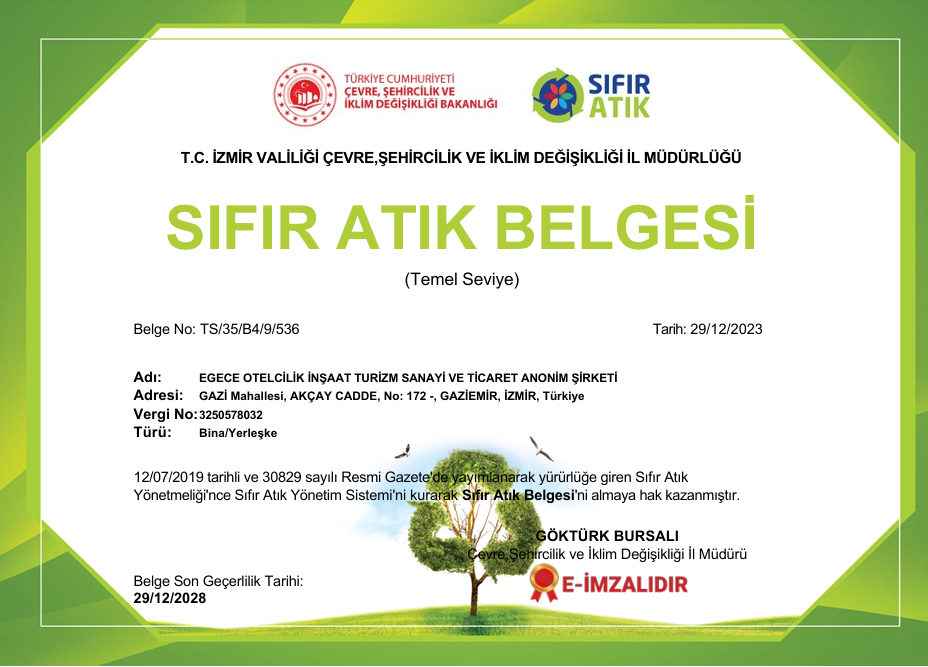 TÜRKİYE CUMHURİYETİ
ÇEVRE, ŞEHİRCİLİK VE
İKLİM DEĞİŞİKLİĞİ BAKANLIĞI
SIFIR
ATIK
T.C. İZMİR VALİLİĞİ ÇEVRE,ŞEHİRCİLİK VE İKLİM DEĞİŞİKLİĞİ İL MÜDÜRLÜĞÜ
SIFIR ATIK BELGESİ
(Temel Seviye)
Belge No: TS/35/B4/9/536
Tarih: 29/12/2023
Adı: EGECE OTELCİLİK İNŞAAT TURİZM SANAYİ VE TİCARET ANONİM ŞİRKETİ
Adresi: GAZİ Mahallesi, AKÇAY CADDE, No: 172 -, GAZİEMİR, İZMİR, Türkiye
Vergi No: 3250578032
Türü: Bina/Yerleşke
12/07/2019 tarihli ve 30829 sayılı Resmi Gazete'de yayımlanarak yürürlüğe giren Sıfır Atık
Yönetmeliği'nce Sıfır Atık Yönetim Sistemi'ni kurarak Sıfır Atık Belgesi'ni almaya hak kazanmıştır.
GÖKTÜRK BURSALI
Çevre,Şehircilik ve İklim Değişikliği İl Müdürü
E-İMZALIDIR
Belge Son Geçerlilik Tarihi:
29/12/2028